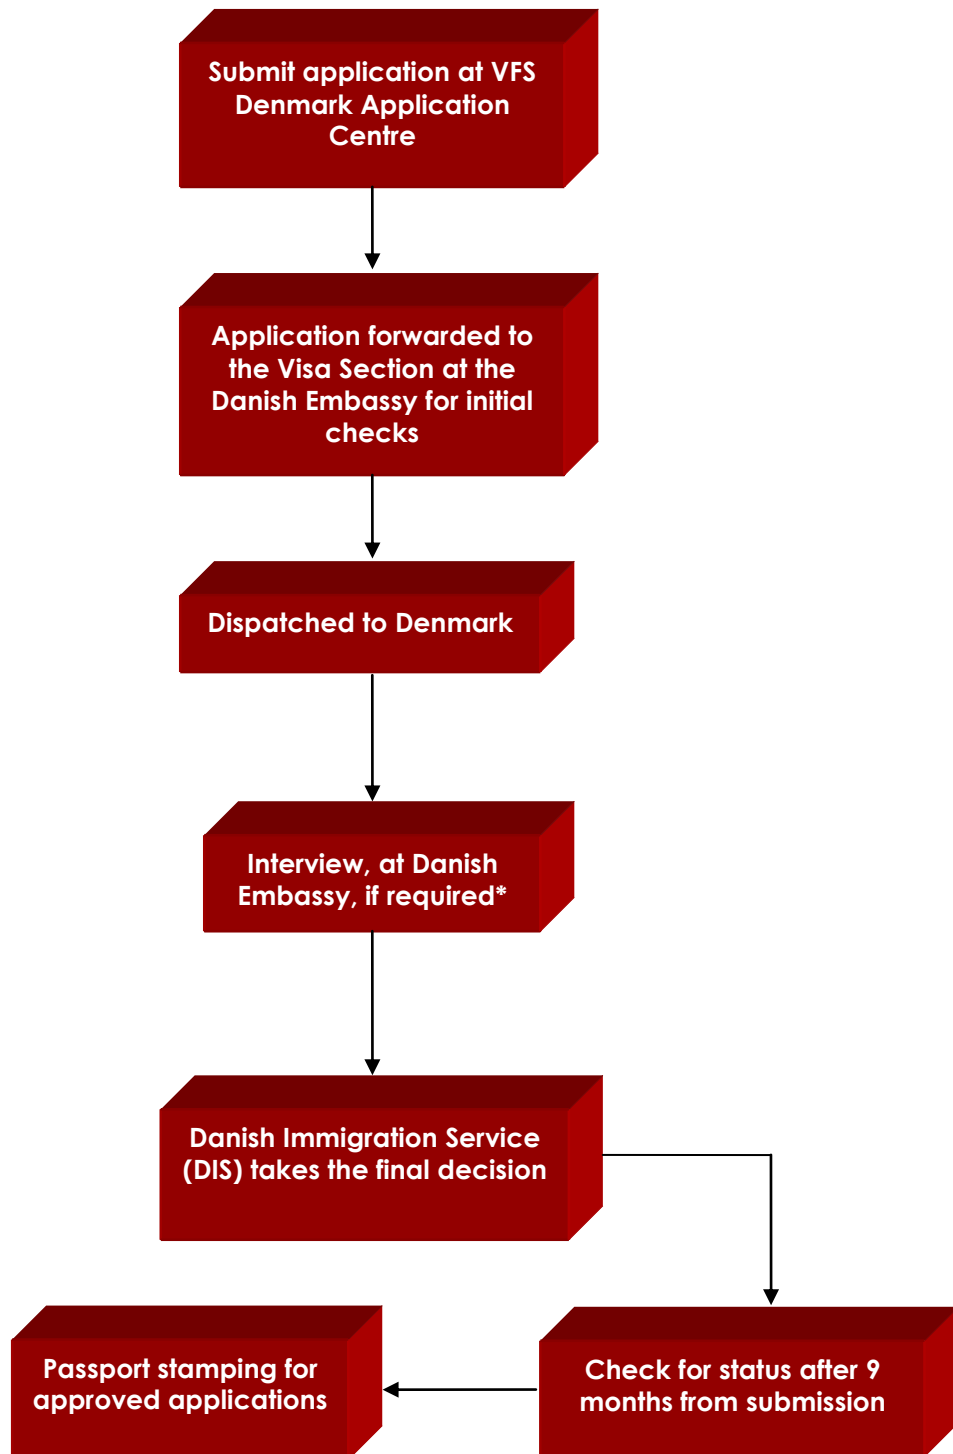 Submit application at VFS
Denmark Application
Centre
Application forwarded to
the Visa Section at the
Danish Embassy for initial
checks
Dispatched to Denmark
Interview, at Danish
Embassy, if required*
Danish Immigration Service
(DIS) takes the final decision
Passport stamping for
approved applications
Check for status after 9
months from submission